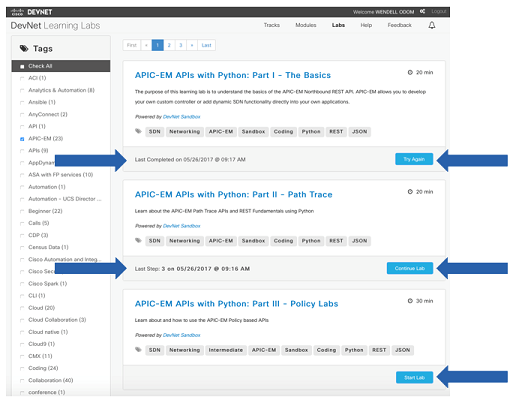 cisco DEVNET
Welcome WENDELL ODOM
Logout
DevNet Learning Labs
Tracks Modules Labs Help Feedback
Tags
Check All
ACI (1)
Analytics & Automation (8)
Ansible (1)
AnyConnect (2)
API (1)
APIC-EM (23)
APIs (9)
AppDynam
ASA with FP services (10)
Automation (1)
Automation - UCS Director ...
Beginner (22)
Calls (5)
CDP (3)
Census Data (1)
Cisco Automation and Integ...
Cisco Sec
Cisco Spark (1)
CLI (1)
Cloud (20)
Cloud Collaboration (3)
Cloud native (1)
Cloud9 (1)
CMX (11)
Coding (24)
Collaboration (40)
conference (1)
First « 1 2 3 » Last
APIC-EM APIs with Python: Part I - The Basics
20 min
The purpose of this learning lab is to understand the basics of the APIC-EM Northbound REST API. APIC-EM allows you to develop
your own custom controller or add dynamic SDN functionality directly into your own applications.
Powered by DevNet Sandbox
SDN Networking APIC-EM Sandbox Coding Python REST JSON
Last Completed on 05/26/2017 @ 09:17 AM
Try Again
APIC-EM APIs with Python: Part II - Path Trace
20 min
Learn about the APIC-EM Path Trace APIs and REST Fundamentals using Python
Powered by DevNet Sandbox
SDN Networking APIC-EM Sandbox Coding Python REST JSON
Last Step: 3 on 05/26/2017 @ 09:16 AM
Continue Lab
APIC-EM APIs with Python: Part III - Policy Labs
30 min
Learn about and how to use the APIC-EM Policy based APIs
Powered by DevNet Sandbox
SDN Networking Intermediate APIC-EM Sandbox Coding Python REST JSON
Start Lab